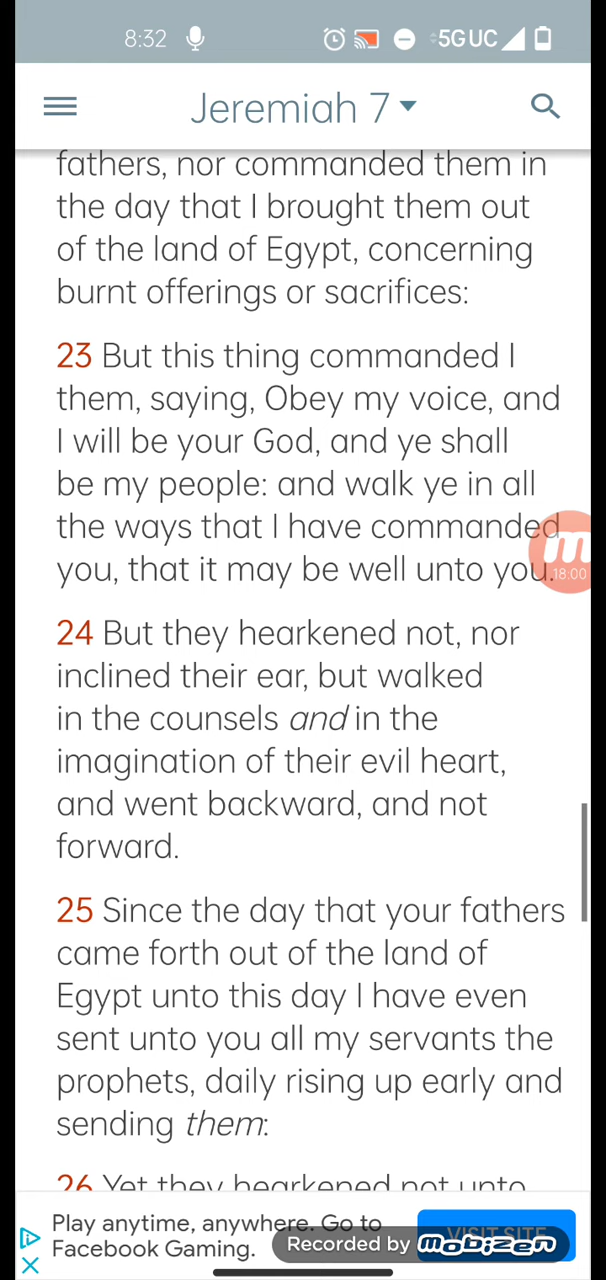 8:32
5G UC
Jeremiah 7
fathers, nor commanded them in
the day that I brought them out
of the land of Egypt, concerning
burnt offerings or sacrifices:
23 But this thing commanded I
them, saying, Obey my voice, and
I will be your God, and ye shall
be my people: and walk ye in all
the ways that I have commanded
you, that it may be well unto you.
18:00
24 But they hearkened not, nor
inclined their ear, but walked
in the counsels and in the
imagination of their evil heart,
and went backward, and not
forward.
25 Since the day that your fathers
came forth out of the land of
Egypt unto this day I have even
sent unto you all my servants the
prophets, daily rising up early and
sending them:
26 Yet they hearkened not unto
Play anytime, anywhere. Go to
Facebook Gaming.
VISIT SITE
Recorded by mobizen